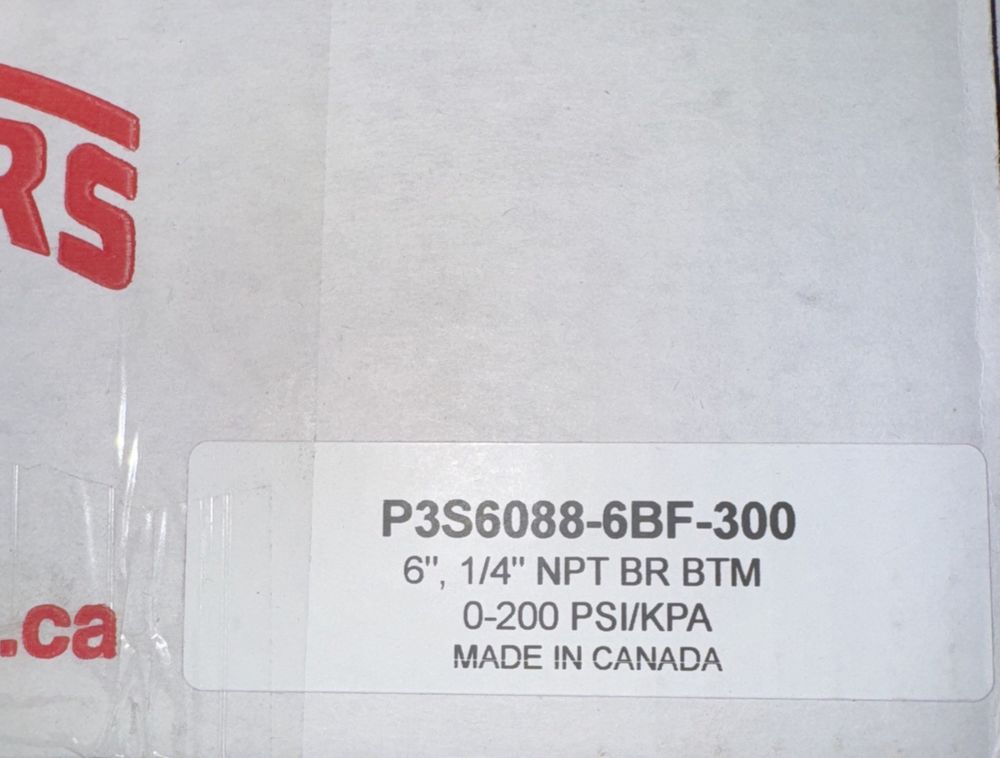 RS
.ca
P3S6088-6BF-300
6", 1/4" NPT BR BTM
0-200 PSI/KPA
MADE IN CANADA